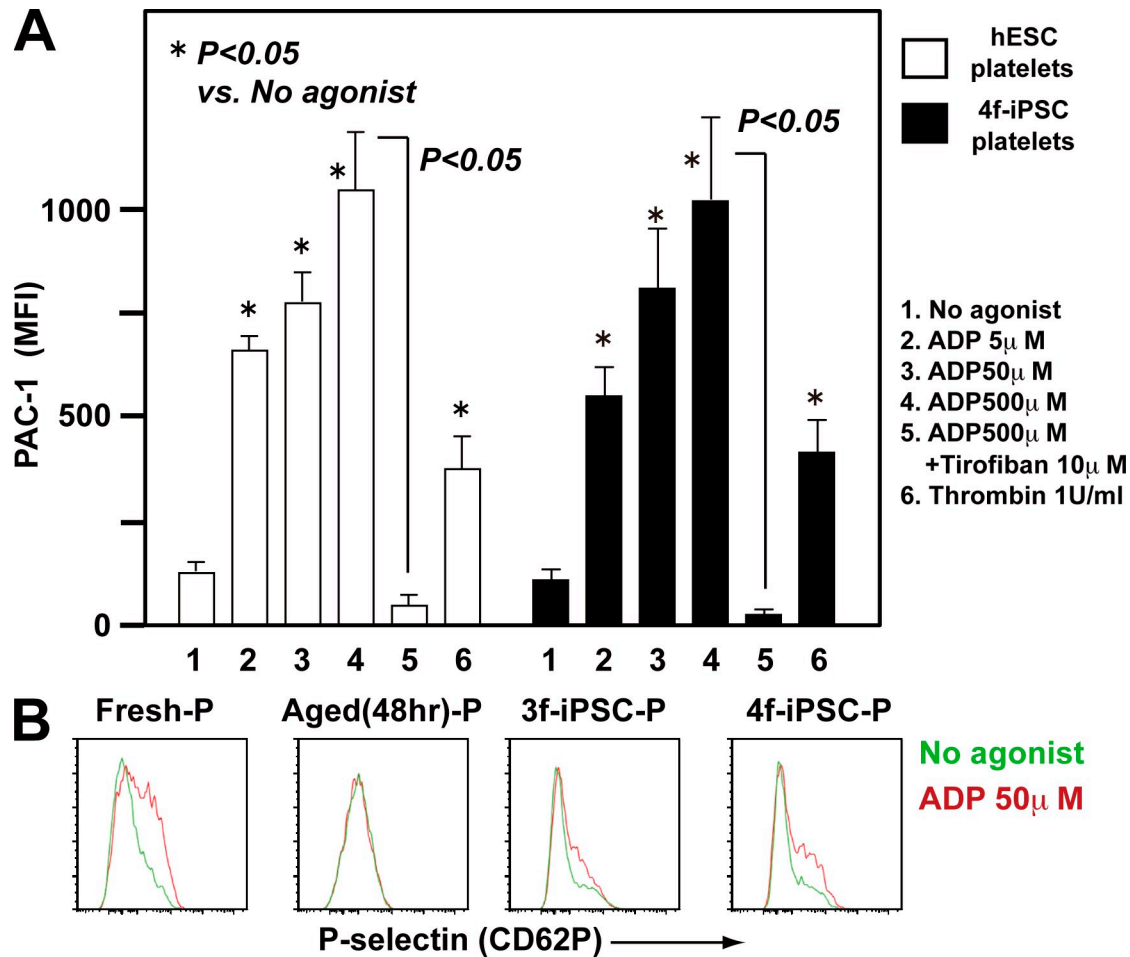 A
* P<0.05
vs. No agonist
P<0.05
P<0.05
* * * * * * * *
hESC
platelets
4f-iPSC
platelets
PAC-1 (MFI)
1000
500
0
1 2 3 4 5 6 1 2 3 4 5 6
1. No agonist
2. ADP 5μ M
3. ADP50μ M
4. ADP500μ M
5. ADP500μ M
+Tirofiban 10μ M
6. Thrombin 1U/ml
B
Fresh-P Aged(48hr)-P 3f-iPSC-P 4f-iPSC-P
No agonist
ADP 50μ M
P-selectin (CD62P)